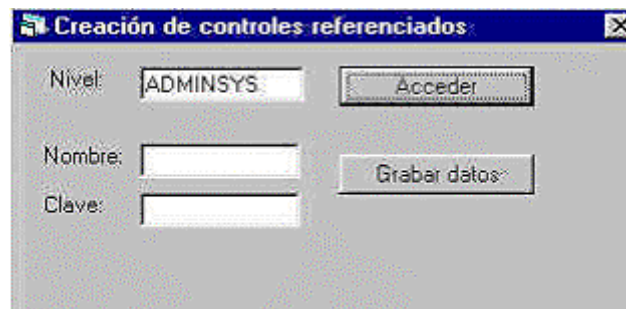 Creación de controles referenciados
Nivel: ADMINSYS Acceder
Nombre:
Grabar datos
Clave: